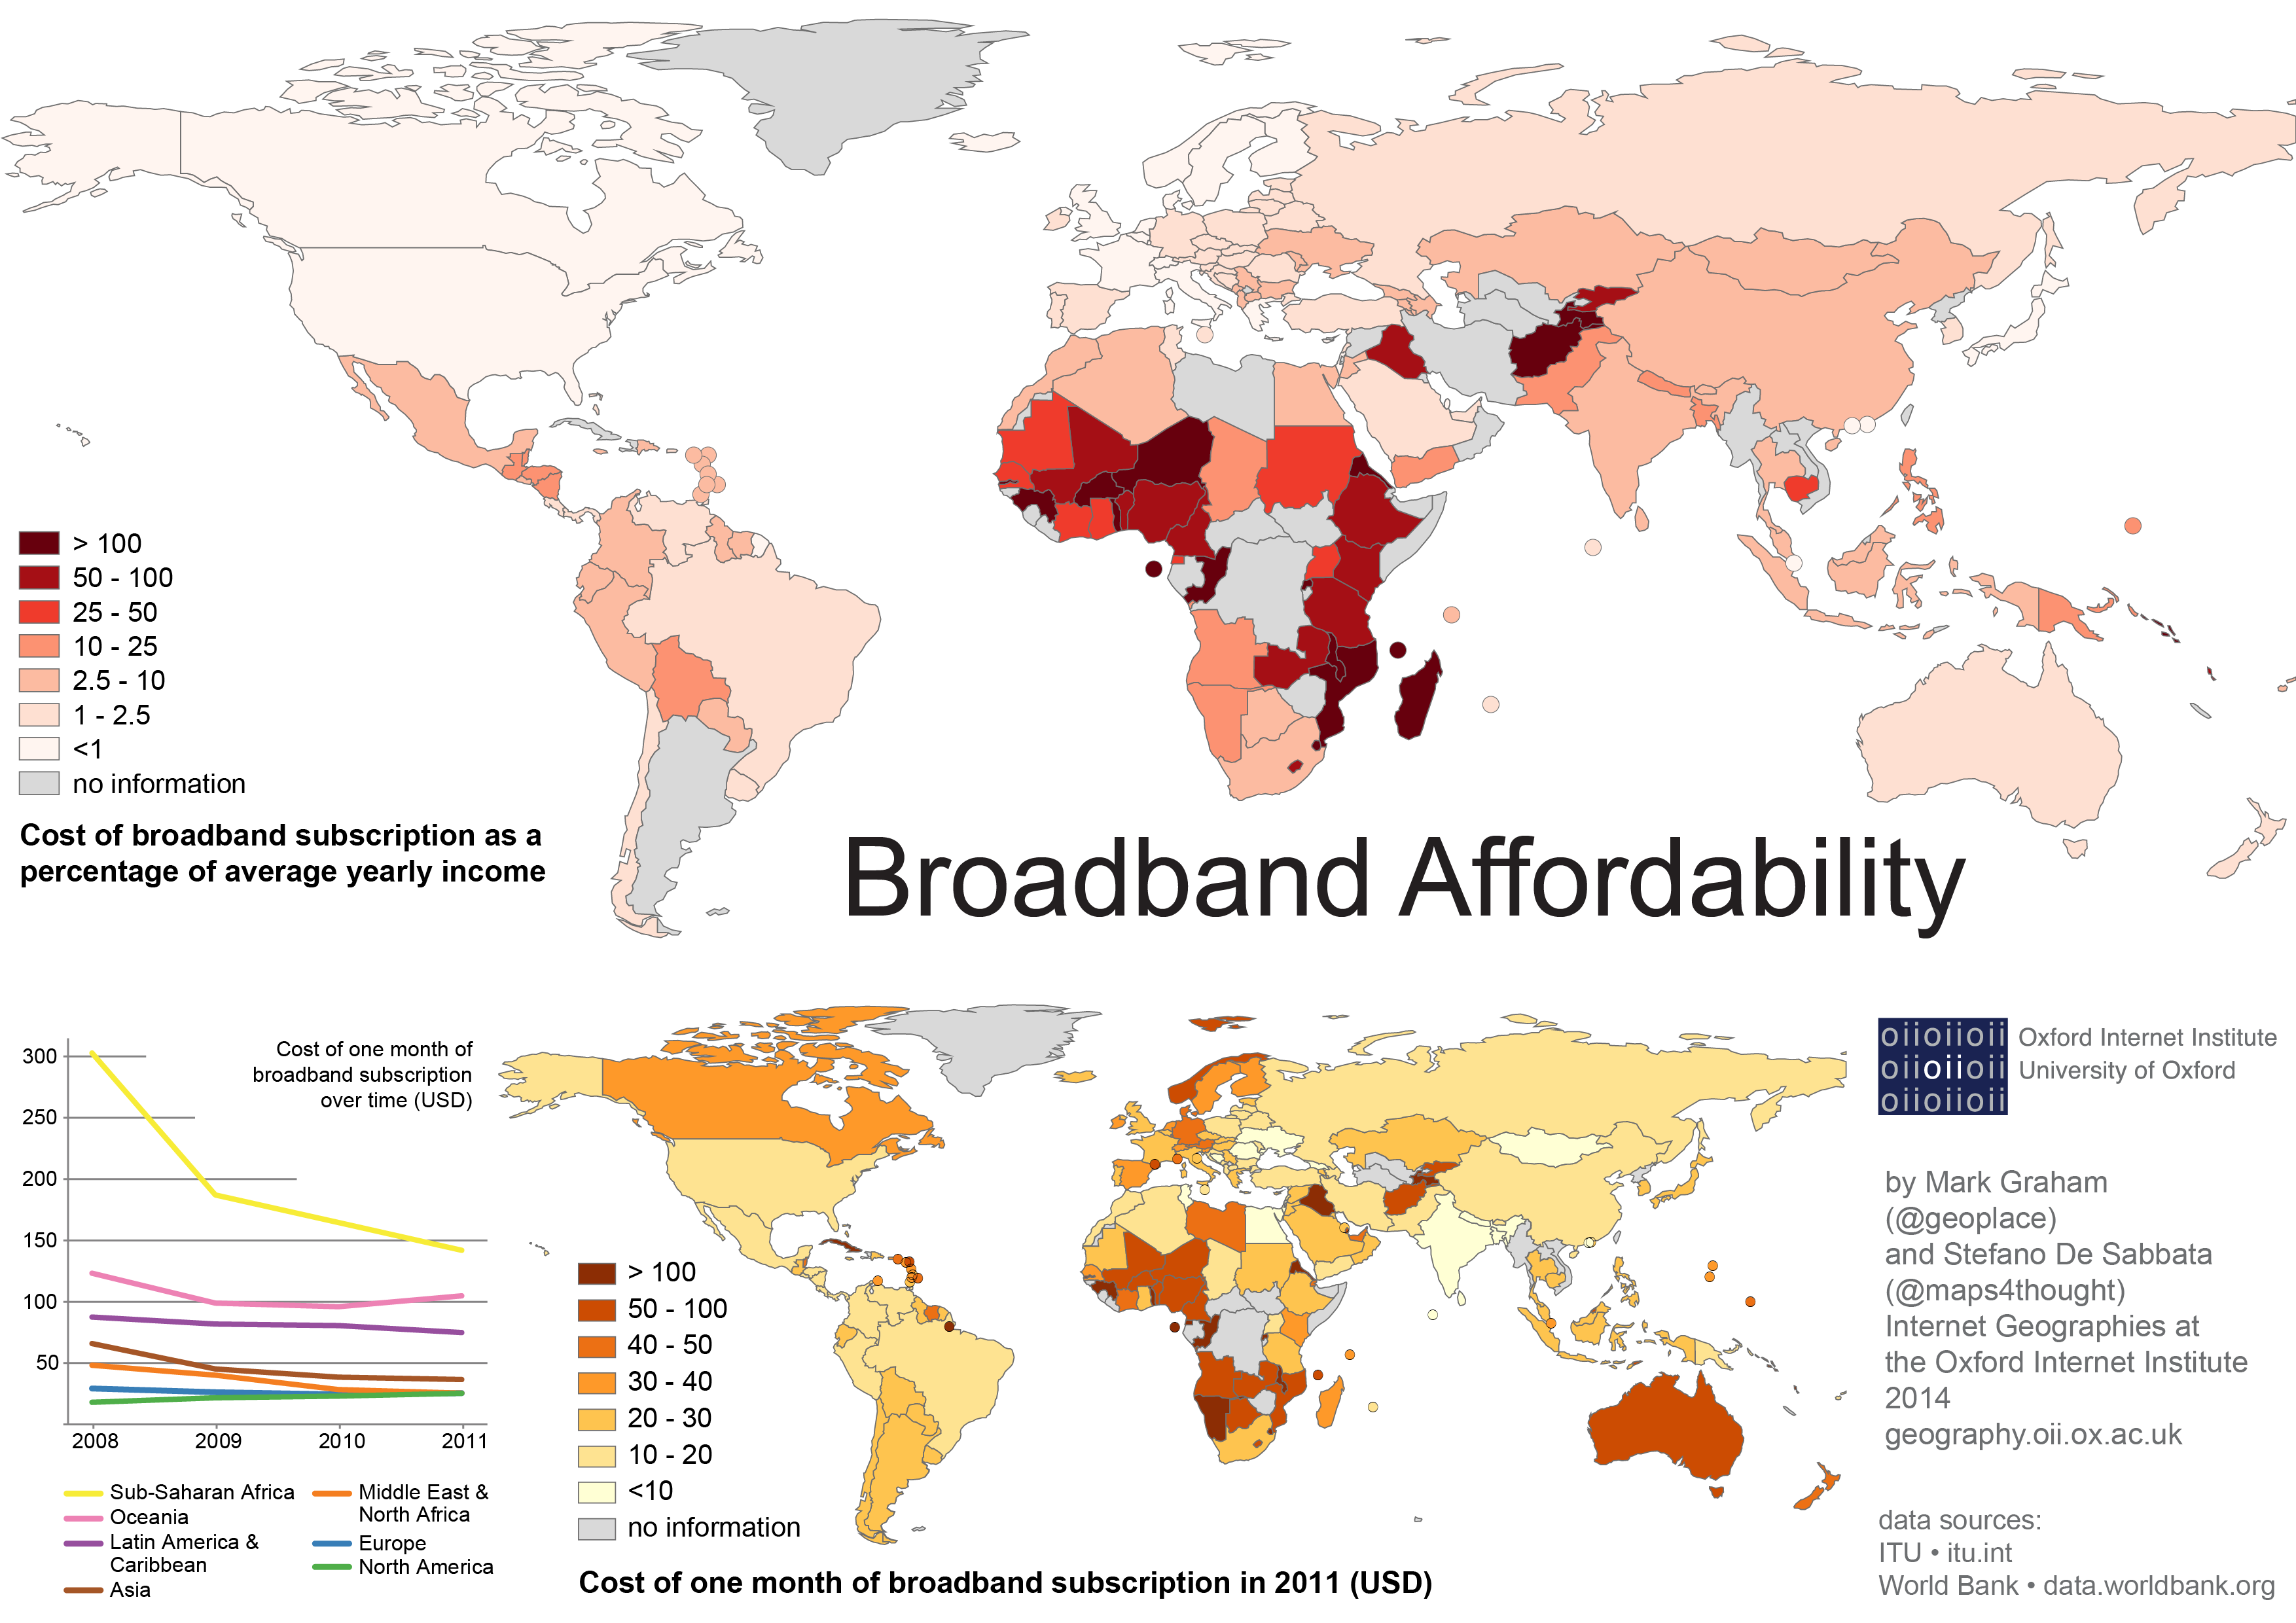 > 100
50 - 100
25 - 50
10 - 25
2.5 - 10
1 - 2.5
<1
no information
Cost of broadband subscription as a
percentage of average yearly income
Broadband Affordability
Cost of one month of
broadband subscription
over time (USD)
300
250
200
150
100
50
2008
2009
2010
2011
Sub-Saharan Africa
Oceania
Latin America &
Caribbean
Asia
Middle East &
North Africa
Europe
North America
> 100
50 - 100
40 - 50
30 - 40
20 - 30
10 - 20
<10
no information
Cost of one month of broadband subscription in 2011 (USD)
oiioiioii
oiioiioii
oiioiioii
Oxford Internet Institute
University of Oxford
by Mark Graham
(@geoplace)
and Stefano De Sabbata
(@maps4thought)
Internet Geographies at
the Oxford Internet Institute
2014
geography.oii.ox.ac.uk
data sources:
ITU • itu.int
World Bank • data.worldbank.org